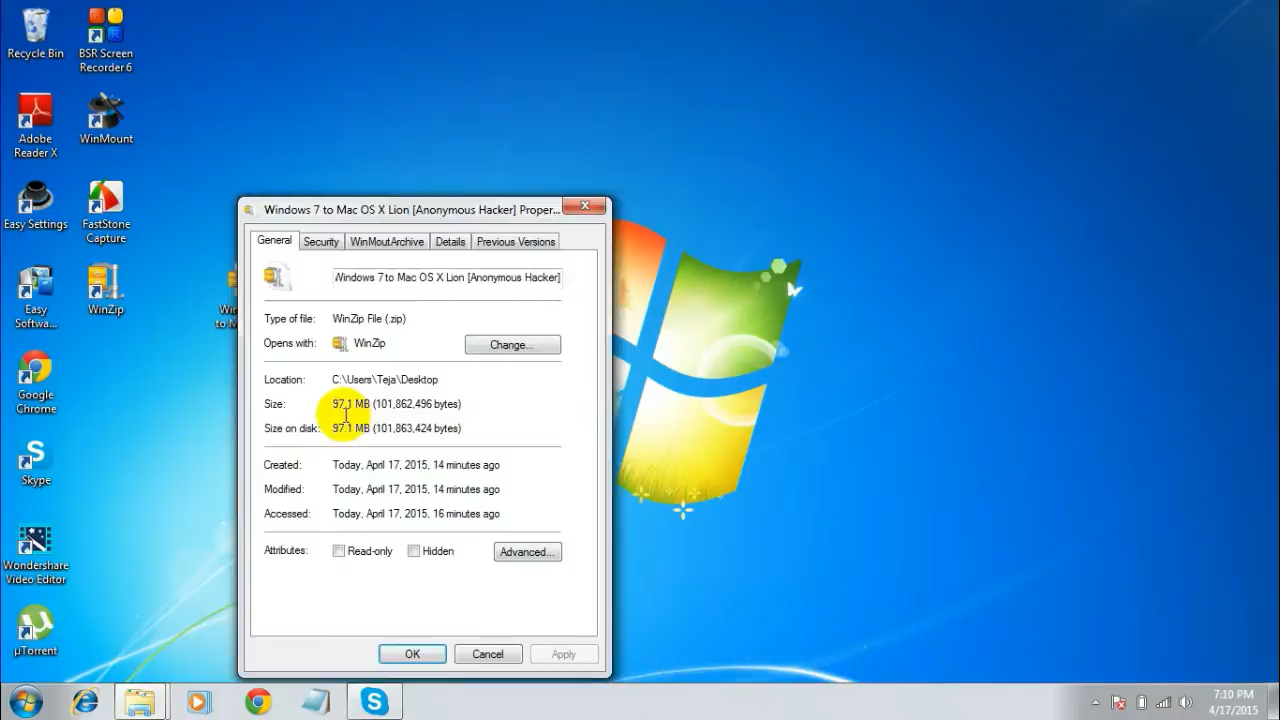 Recycle Bin
BSR Screen
Recorder 6
Adobe
Reader X
WinMount
Easy Settings
FastStone
Capture
Easy
Softwa...
WinZip
Google
Chrome
Skype
Wondershare
Video Editor
µTorrent
Windows 7 to Mac OS X Lion [Anonymous Hacker] Proper...
General Security WinMoutArchive Details Previous Versions
Windows 7 to Mac OS X Lion [Anonymous Hacker]
Type of file: WinZip File (.zip)
Opens with: WinZip Change...
Location: C:\Users\Teja\Desktop
Size: 97.1 MB (101,862,496 bytes)
Size on disk: 97.1 MB (101,863,424 bytes)
Created: Today, April 17, 2015, 14 minutes ago
Modified: Today, April 17, 2015, 14 minutes ago
Accessed: Today, April 17, 2015, 16 minutes ago
Attributes: Read-only Hidden Advanced...
OK Cancel Apply
7:10 PM
4/17/2015